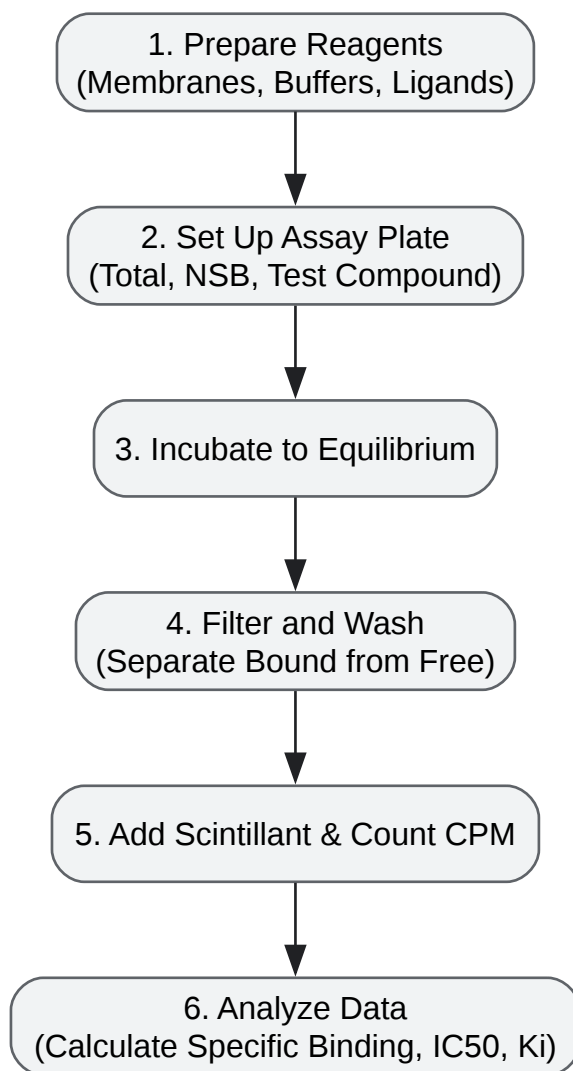 1. Prepare Reagents
(Membranes, Buffers, Ligands)
2. Set Up Assay Plate
(Total, NSB, Test Compound)
3. Incubate to Equilibrium
4. Filter and Wash
(Separate Bound from Free)
5. Add Scintillant & Count CPM
6. Analyze Data
(Calculate Specific Binding, IC50, Ki)